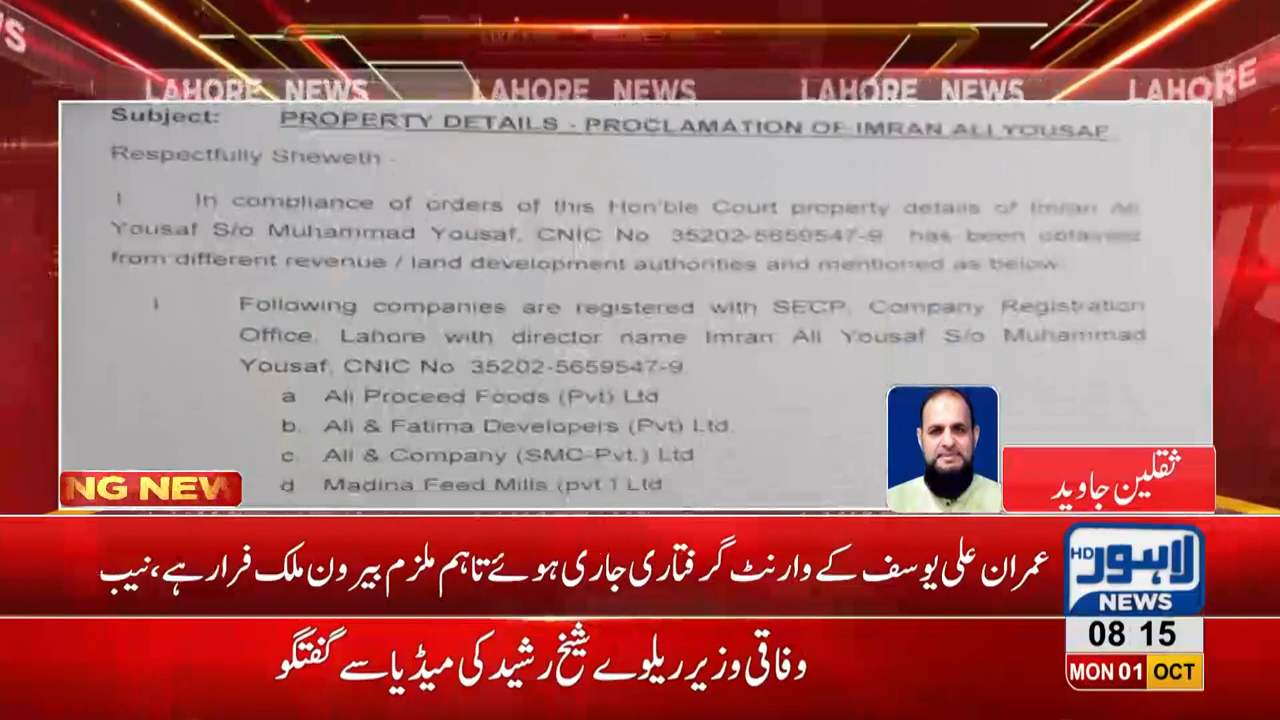 LAHORE NEWS LAHORE NEWS LAHORE NEWS LAHORE
Subject: PROPERTY DETAILS - PROCLAMATION OF IMRAN ALI YOUSAF
Respectfully Sheweth -
I In compliance of orders of this Hon'ble Court property details of Imran Ali
Yousaf S/o Muhammad Yousaf, CNIC No 35202-5659547-9 has been obtained
from different revenue / land development authorities and mentioned as below
i Following companies are registered with SECP, Company Registration
Office, Lahore with director name Imran Ali Yousaf S/o Muhammad
Yousaf, CNIC No 35202-5659547-9
a Ali Proceed Foods (Pvt) Ltd
b. Ali & Fatima Developers (Pvt) Ltd.
c. Ali & Company (SMC-Pvt.) Ltd
d Madina Feed Mills (pvt ) Ltd
ثقلین جاوید
NG NEW
عمران علی یوسف کے وارنٹ گرفتاری جاری ہوئے تاہم ملزم بیرون ملک فرار ہے، نیب
لاہور HD
NEWS
وفاقی وزیر ریلوے شیخ رشید کی میڈیا سے گفتگو
08 15
MON 01 OCT